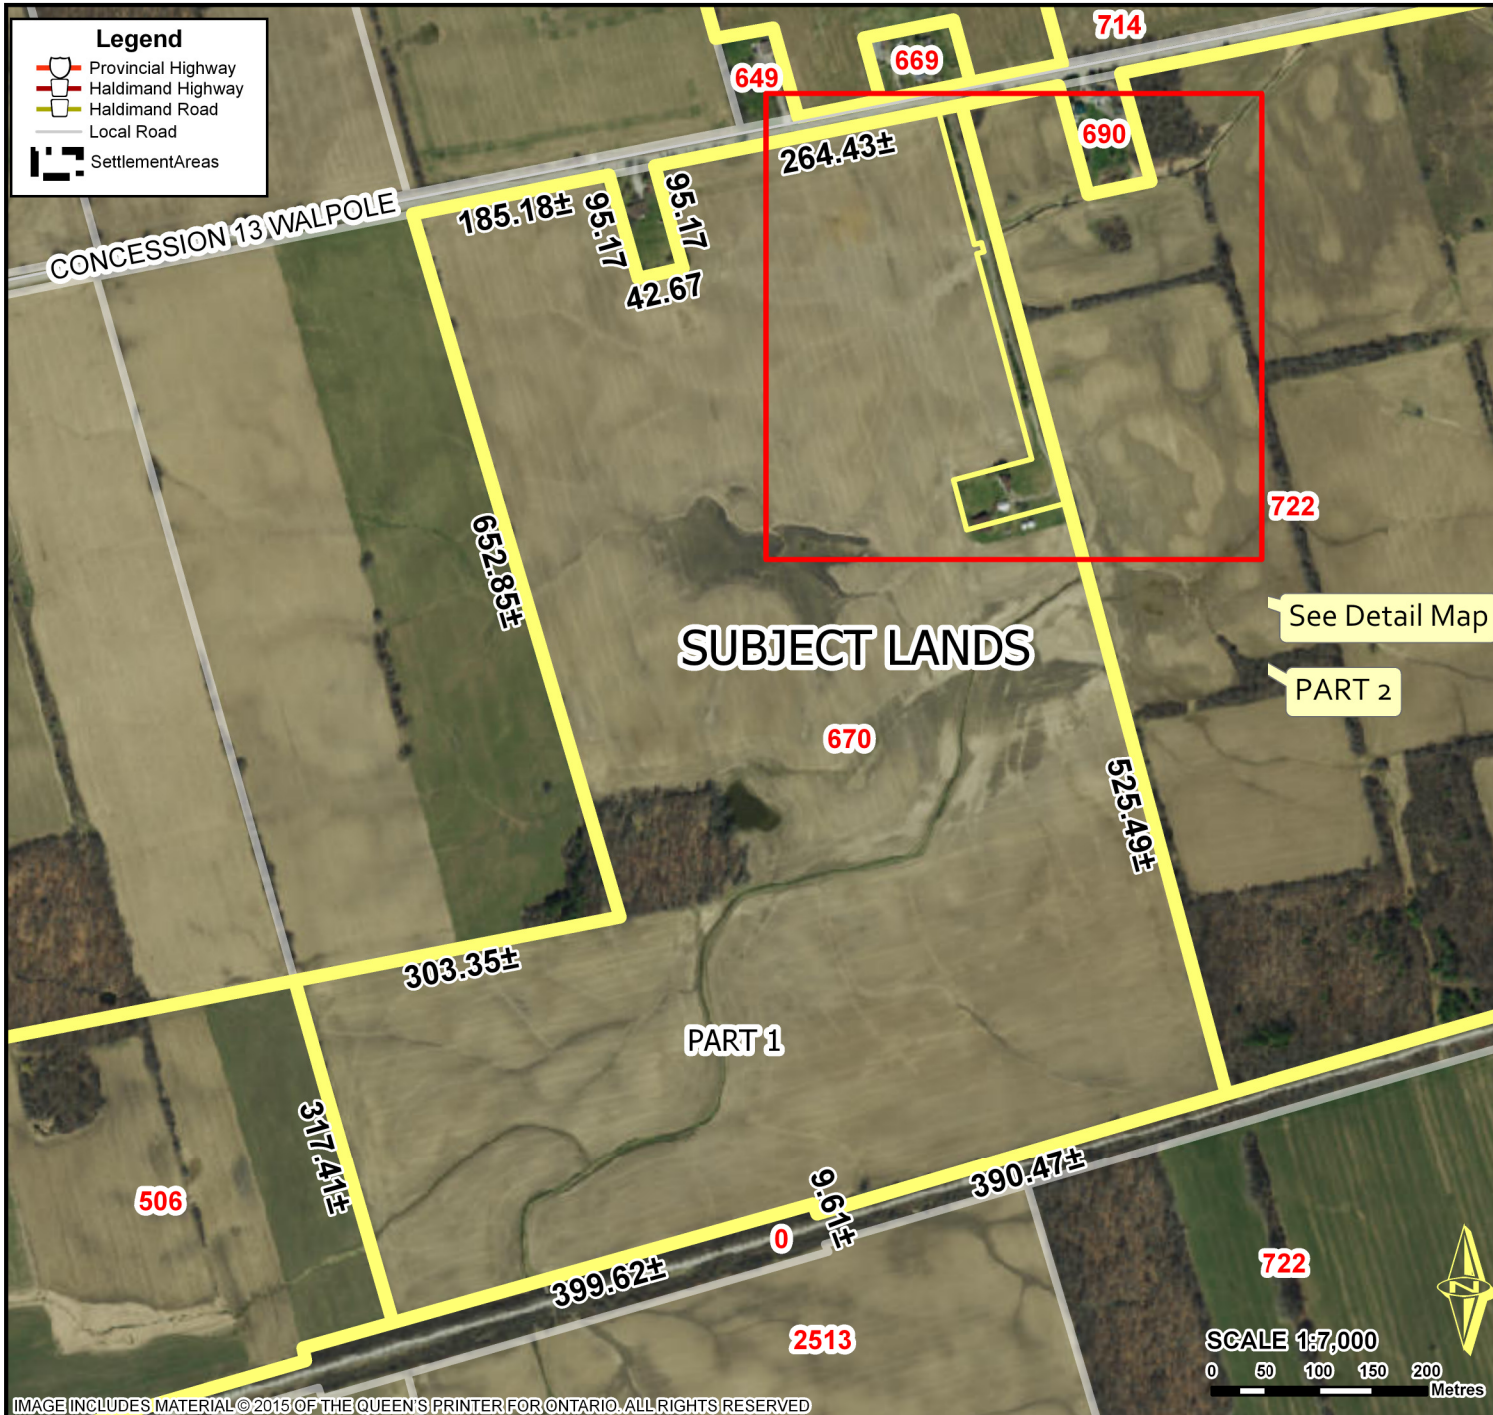 Legend
Provincial Highway
Haldimand Highway
Haldimand Road
Local Road
SettlementAreas
714
669
649
690
264.43±
CONCESSION 13 WALPOLE
185.18±
95.17
95.17
42.67
722
652.85±
See Detail Map
SUBJECT LANDS
PART 2
670
525.49±
303.35±
PART 1
317.41±
506
9.61±
390.47±
0
399.62±
722
2513
N
SCALE 1:7,000
0 50 100 150 200
Metres
IMAGE INCLUDES MATERIAL © 2015 OF THE QUEEN'S PRINTER FOR ONTARIO. ALL RIGHTS RESERVED